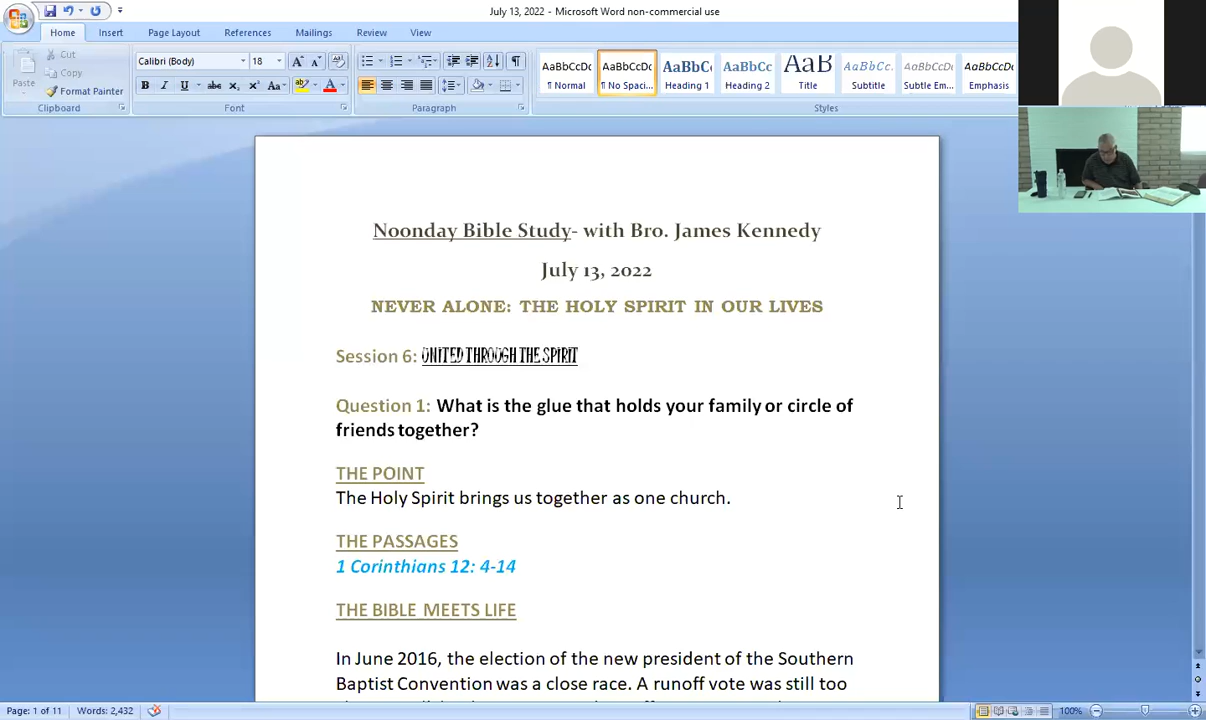 July 13, 2022 - Microsoft Word non-commercial use
Home Insert Page Layout References Mailings Review View
Cut
Copy
Paste
Format Painter
Calibri (Body) 18
AaBbCcDc AaBbCcDc AaBbC AaBbCc AaB AaBbCc. AaBbCcDc AaBbCcDc
¶ Normal ¶ No Spaci... Heading 1 Heading 2 Title Subtitle Subtle Em... Emphasis
Clipboard Font Paragraph Styles
Noonday Bible Study- with Bro. James Kennedy
July 13, 2022
NEVER ALONE: THE HOLY SPIRIT IN OUR LIVES
Session 6: UNITED THROUGH THE SPIRIT
Question 1: What is the glue that holds your family or circle of
friends together?
THE POINT
The Holy Spirit brings us together as one church.
THE PASSAGES
1 Corinthians 12: 4-14
THE BIBLE MEETS LIFE
In June 2016, the election of the new president of the Southern
Baptist Convention was a close race. A runoff vote was still too
Page: 1 of 11 Words: 2,432 100%